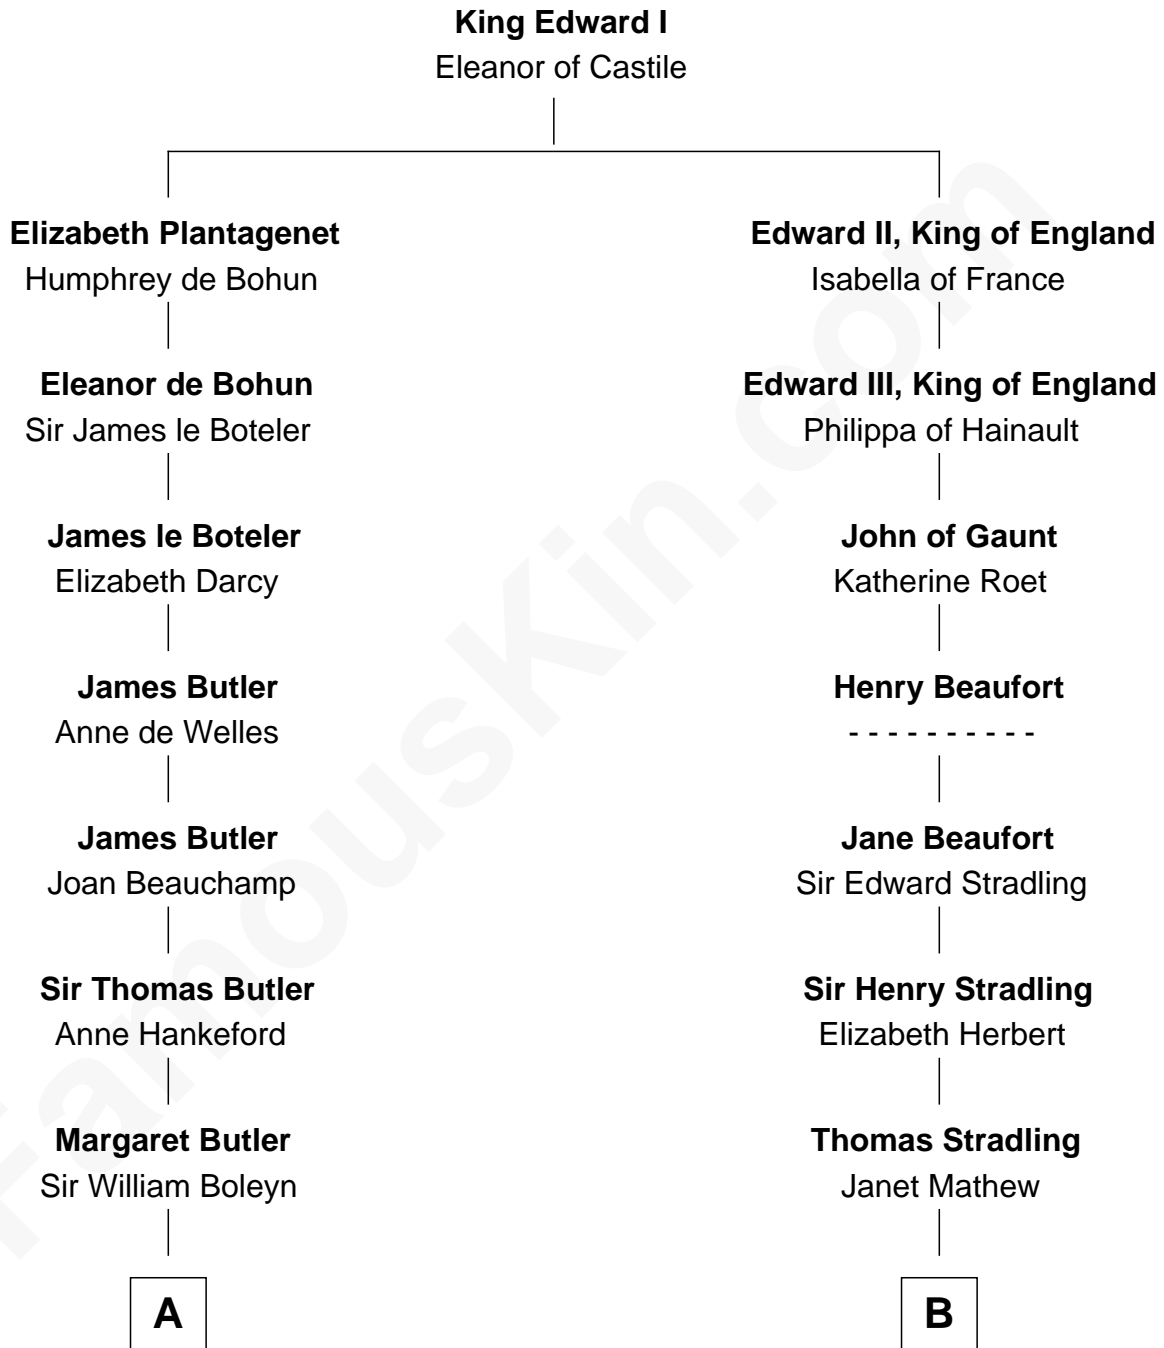 King Edward I
Eleanor of Castile
Elizabeth Plantagenet
Humphrey de Bohun
Edward II, King of England
Isabella of France
Eleanor de Bohun
Sir James le Boteler
Edward III, King of England
Philippa of Hainault
James le Boteler
Elizabeth Darcy
John of Gaunt
Katherine Roet
James Butler
Anne de Welles
Henry Beaufort
- - - - - - - - - -
James Butler
Joan Beauchamp
Jane Beaufort
Sir Edward Stradling
Sir Thomas Butler
Anne Hankeford
Sir Henry Stradling
Elizabeth Herbert
Margaret Butler
Sir William Boleyn
Thomas Stradling
Janet Mathew
A
B
FamousKin.com